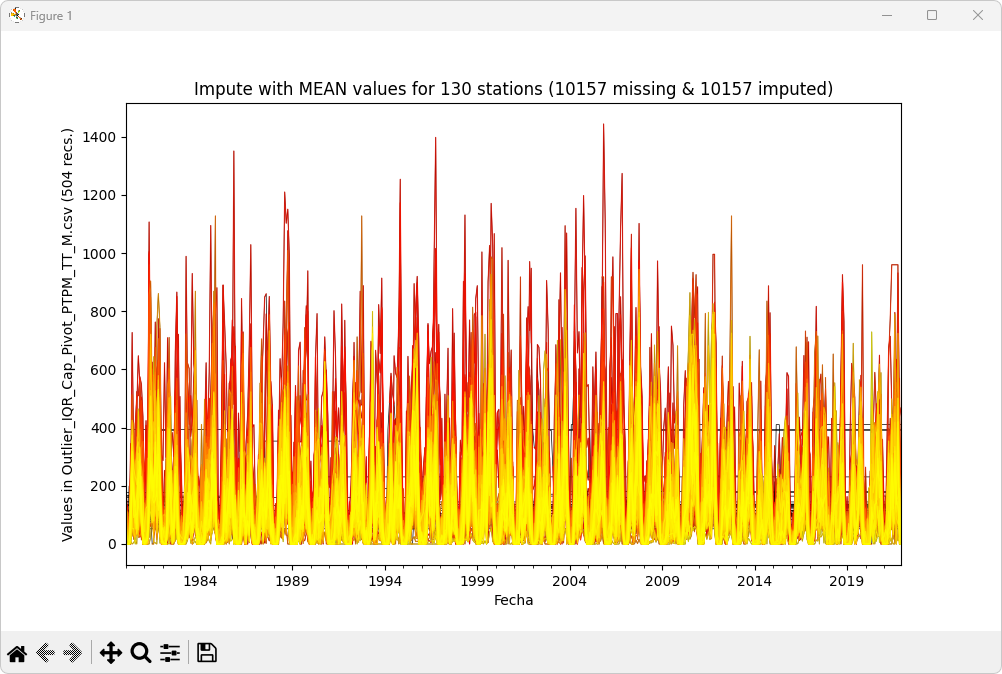 Figure 1
Impute with MEAN values for 130 stations (10157 missing & 10157 imputed)
Values in Outlier_IQR_Cap_Pivot_PTPM_TT_M.csv (504 recs.)
1400
1200
1000
800
600
400
200
0
1984 1989 1994 1999 2004 2009 2014 2019
Fecha